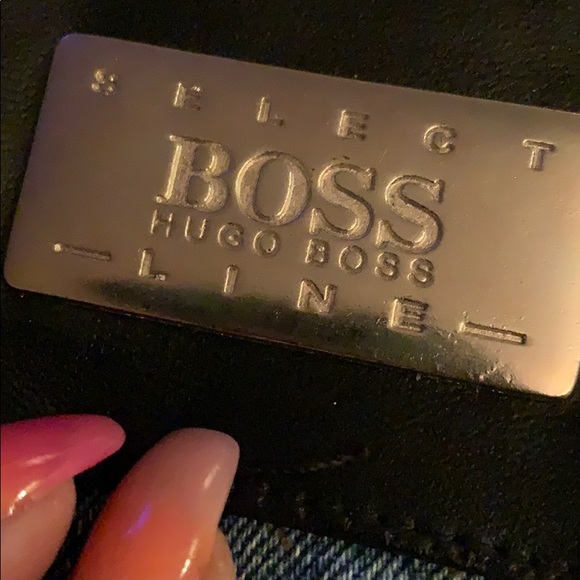 SELECT
BOSS
HUGO BOSS
— LINE —